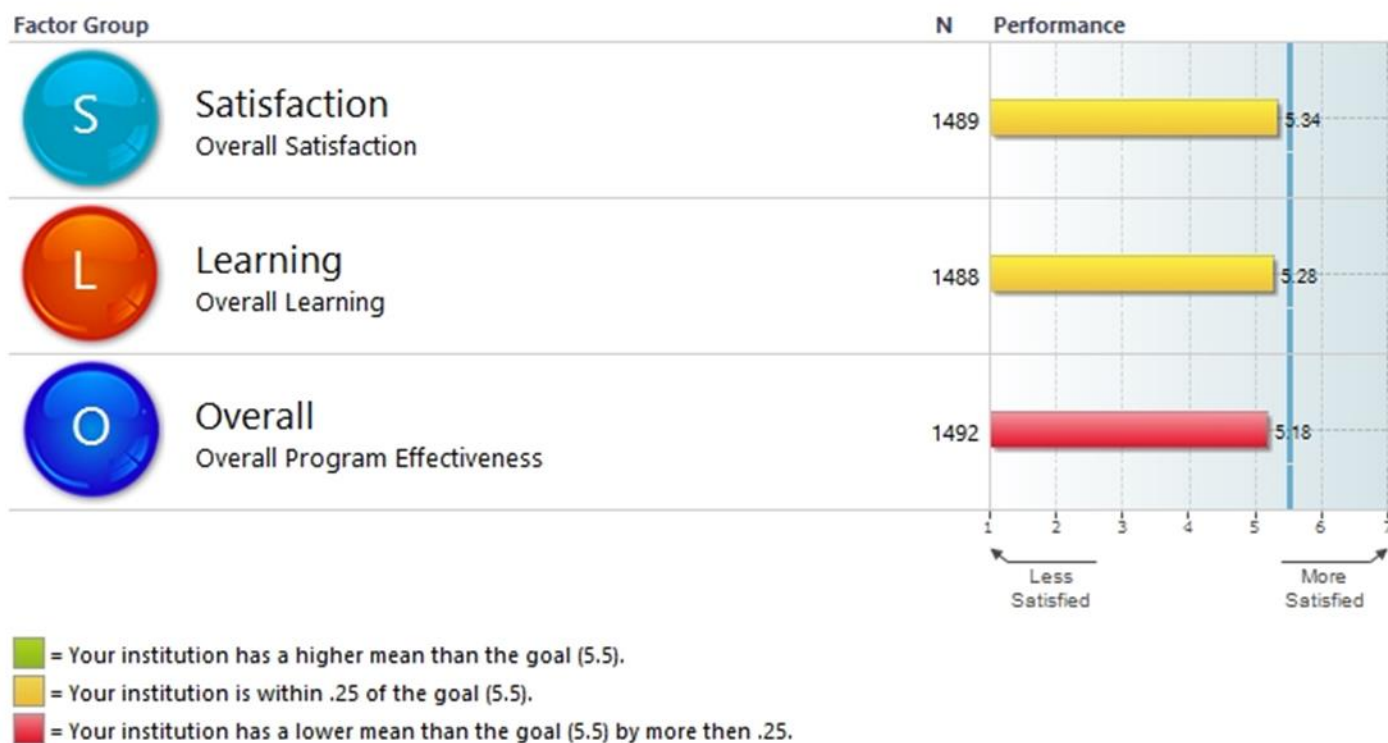 Factor Group N Performance
S Satisfaction
Overall Satisfaction
1489 5.34
L Learning
Overall Learning
1488 5.28
O Overall
Overall Program Effectiveness
1492 5.18
1 2 3 4 5 6 7
Less Satisfied
More Satisfied
= Your institution has a higher mean than the goal (5.5).
= Your institution is within .25 of the goal (5.5).
= Your institution has a lower mean than the goal (5.5) by more then .25.